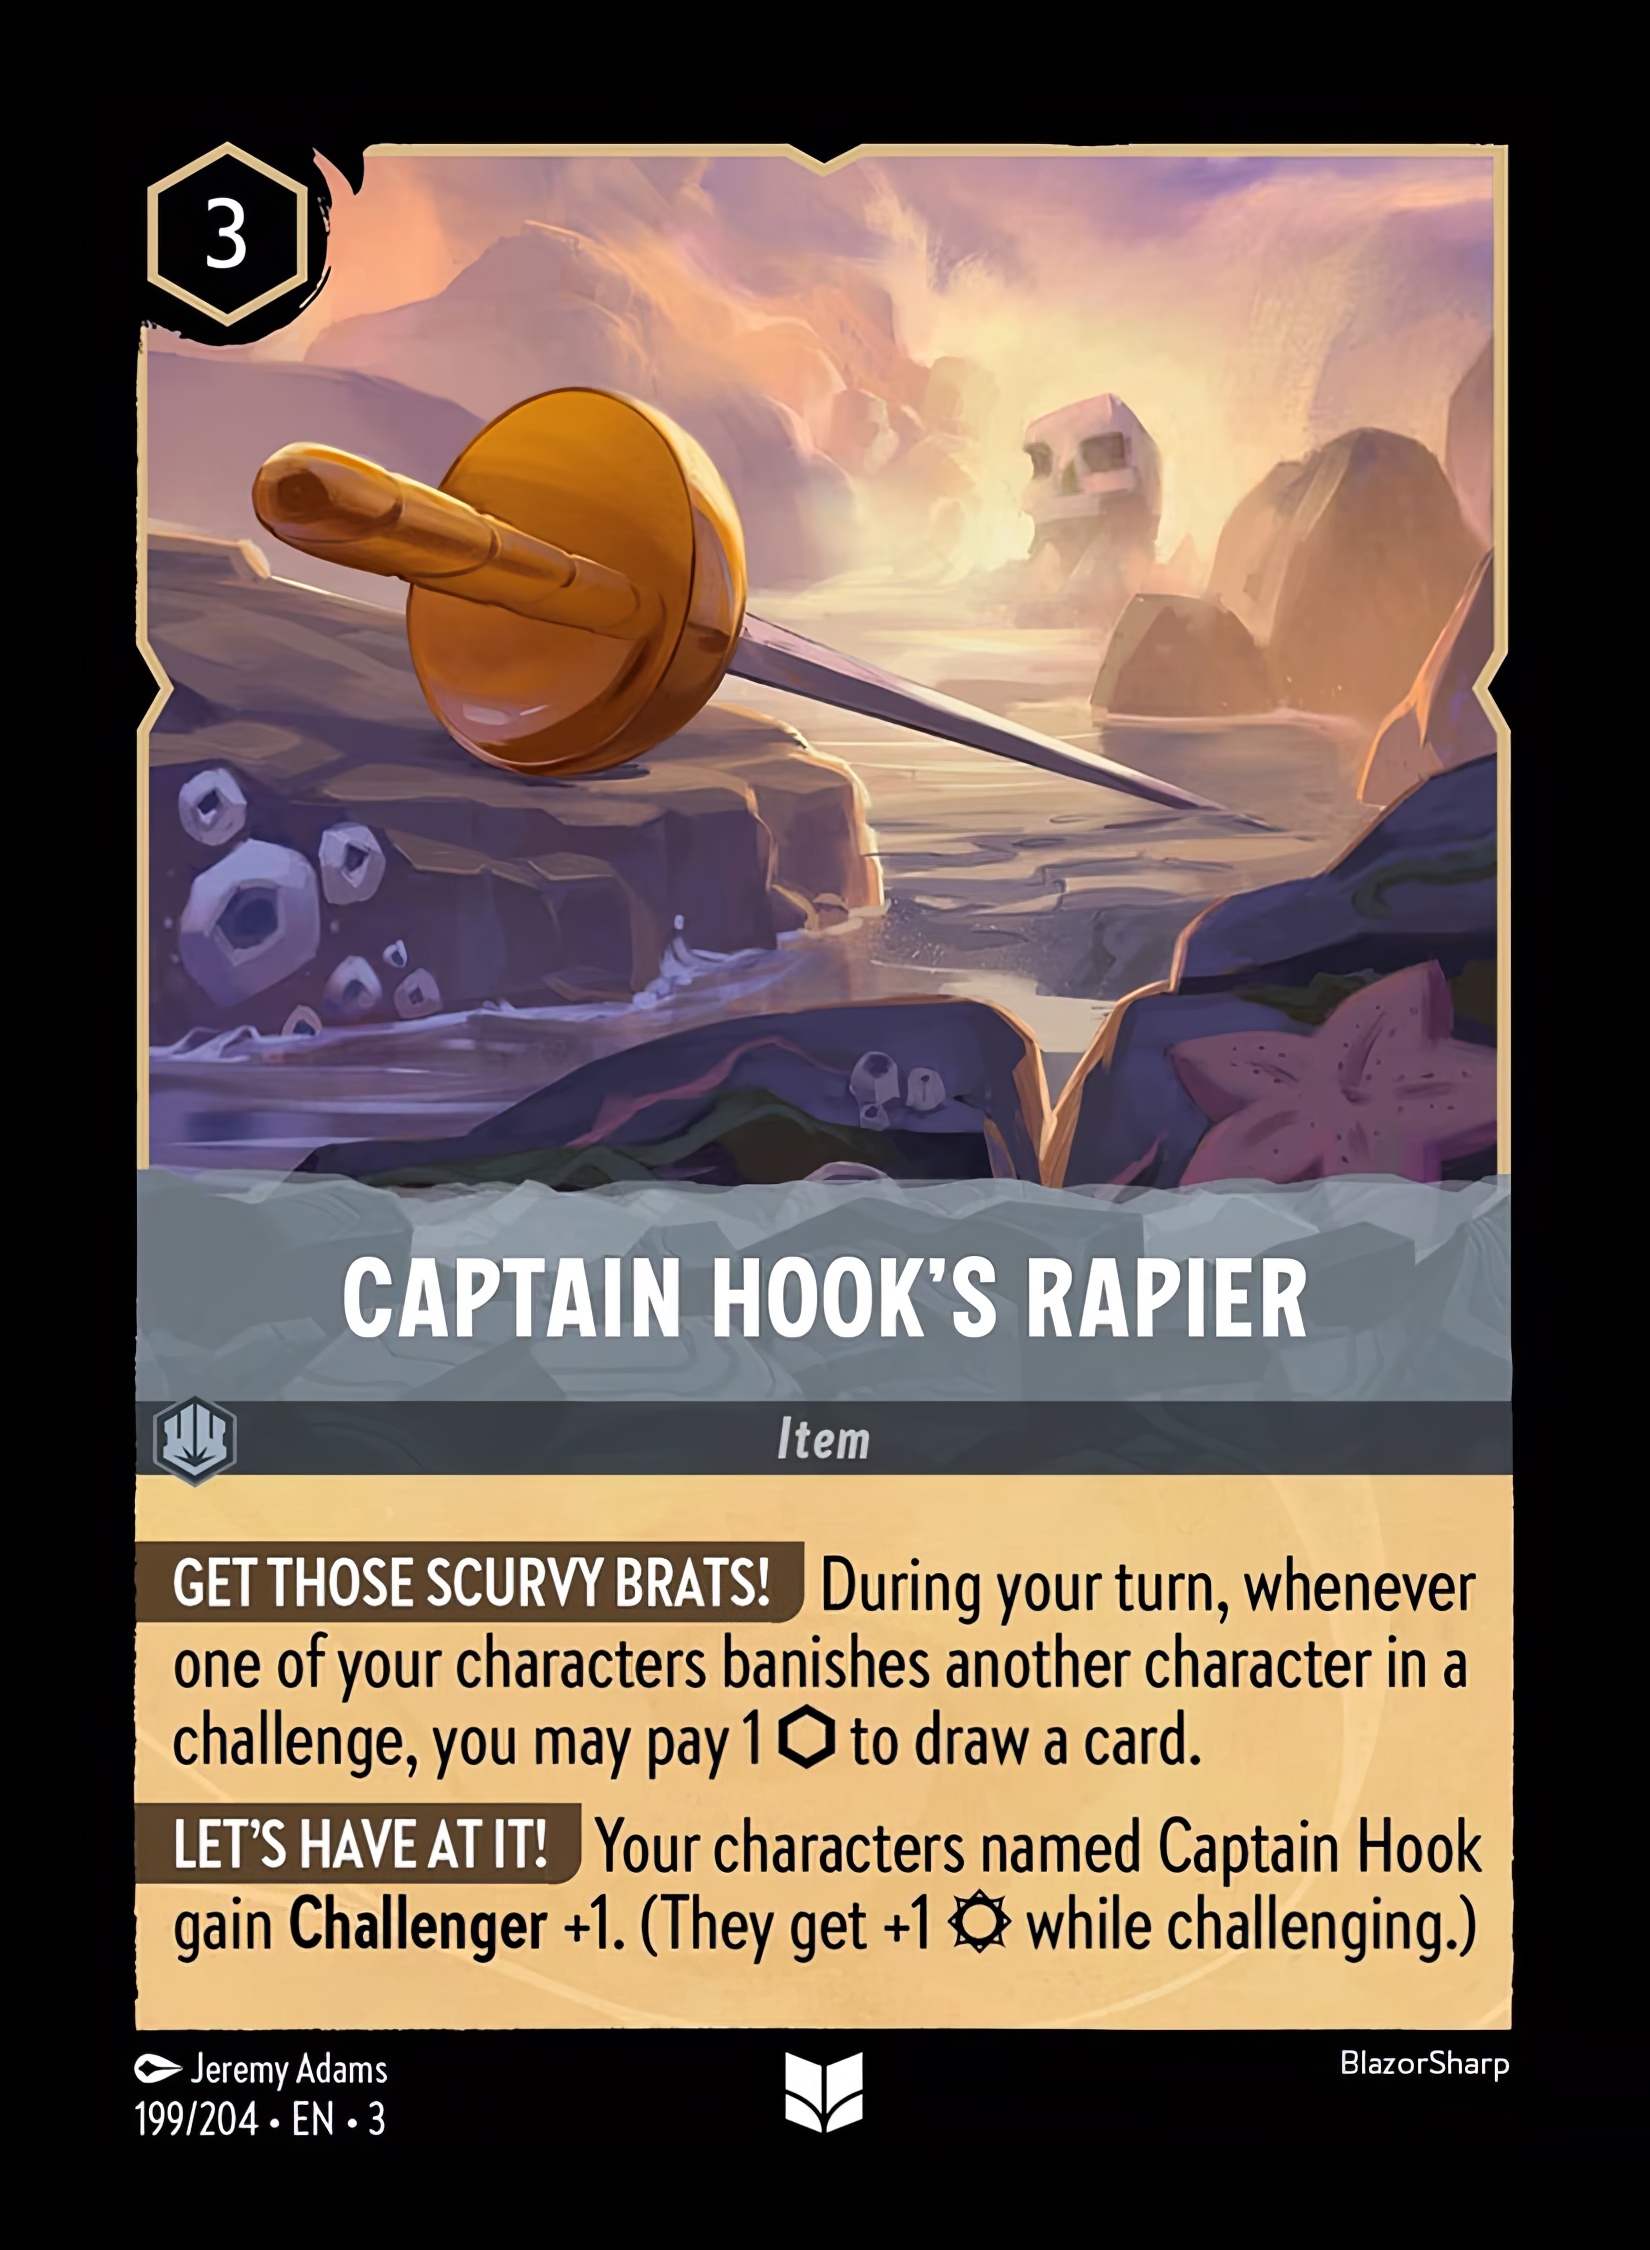 3
CAPTAIN HOOK'S RAPIER
Item
GET THOSE SCURVY BRATS! During your turn, whenever
one of your characters banishes another character in a
challenge, you may pay 1 ⬡ to draw a card.
LET'S HAVE AT IT! Your characters named Captain Hook
gain Challenger +1. (They get +1 ¤ while challenging.)
Jeremy Adams
BlazorSharp
199/204 • EN • 3